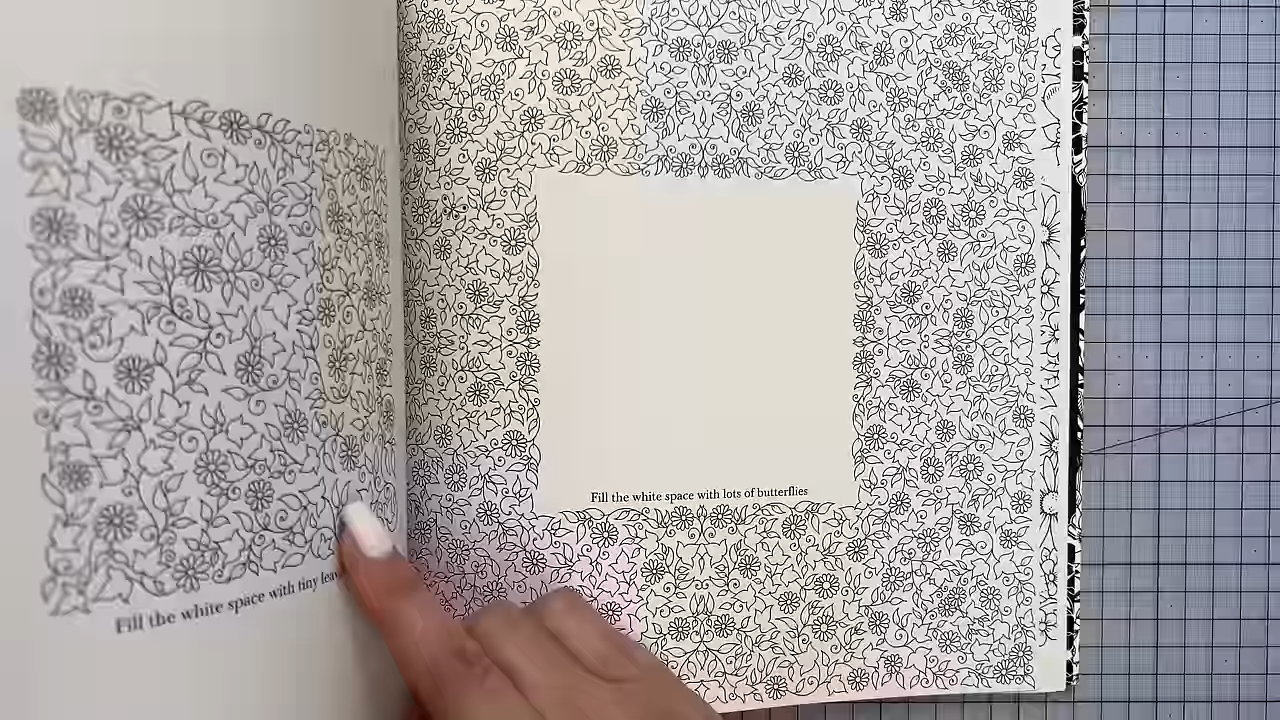 Fill the white space with tiny
Fill the white space with lots of butterflies